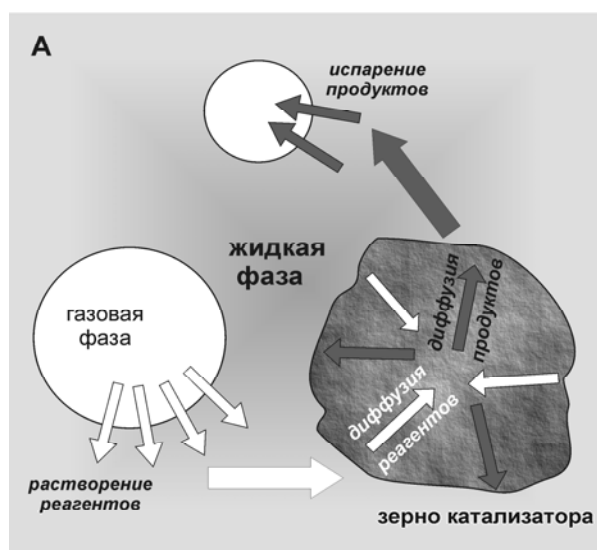 А
испарение
продуктов
жидкая
фаза
газовая
фаза
диффузия
продуктов
диффузия
реагентов
растворение
реагентов
зерно катализатора